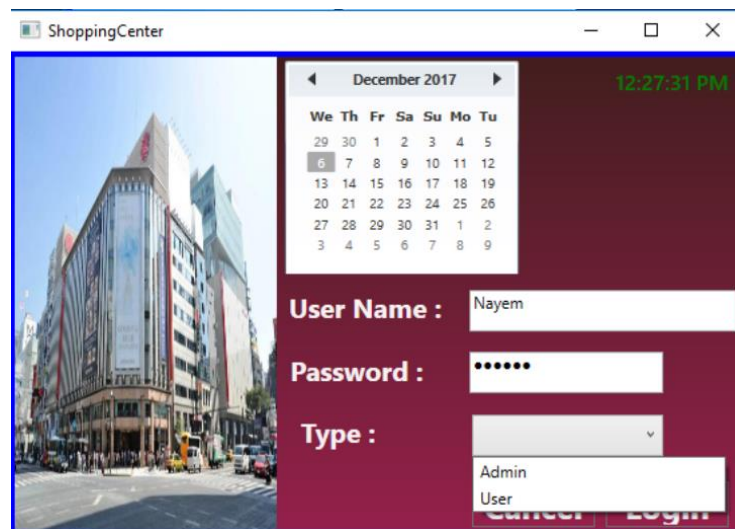 ShoppingCenter
December 2017
12:27:31 PM
We Th Fr Sa Su Mo Tu
29 30 1 2 3 4 5
6 7 8 9 10 11 12
13 14 15 16 17 18 19
20 21 22 23 24 25 26
27 28 29 30 31 1 2
3 4 5 6 7 8 9
User Name : Nayem
Password : ••••••
Type :
Admin
User
Cancel Login